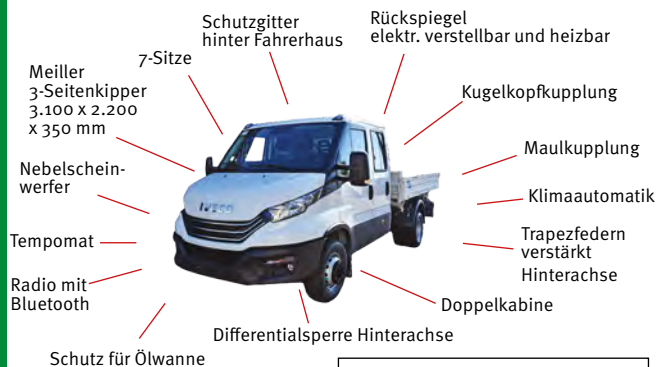 Schutzgitter
hinter Fahrerhaus
Rückspiegel
elektr. verstellbar und heizbar
7-Sitze
Meiller
3-Seitenkipper
3.100 x 2.200
x 350 mm
Kugelkopfkupplung
Maulkupplung
Nebelschein-
werfer
Klimaautomatik
IVECO
Tempomat
Trapezfedern
verstärkt
Hinterachse
Radio mit
Bluetooth
Doppelkabine
Differentialsperre Hinterachse
Schutz für Ölwanne